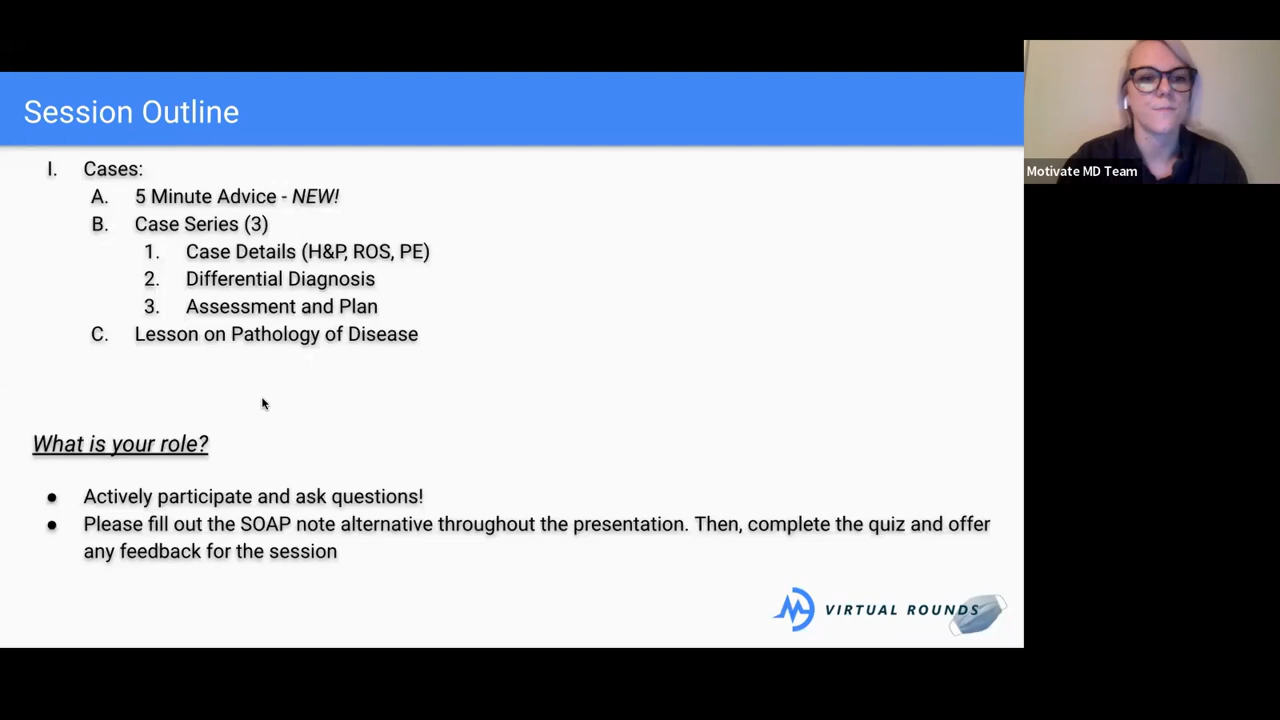 Session Outline
I. Cases:
A. 5 Minute Advice - NEW!
B. Case Series (3)
1. Case Details (H&P, ROS, PE)
2. Differential Diagnosis
3. Assessment and Plan
C. Lesson on Pathology of Disease
What is your role?
● Actively participate and ask questions!
● Please fill out the SOAP note alternative throughout the presentation. Then, complete the quiz and offer
any feedback for the session
VIRTUAL ROUNDS
Motivate MD Team